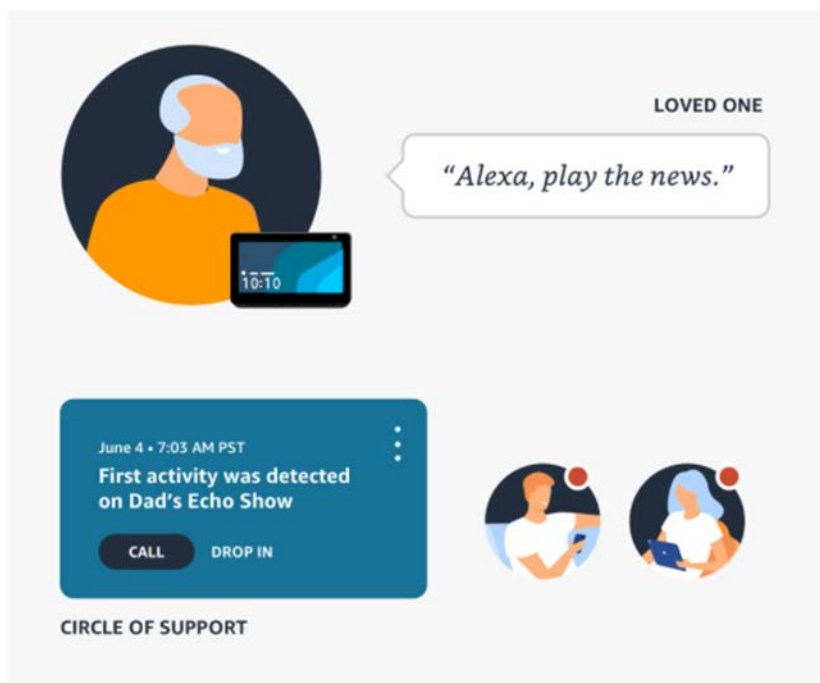 LOVED ONE
“Alexa, play the news.”
10:10
June 4 • 7:03 AM PST
First activity was detected
on Dad’s Echo Show
CALL DROP IN
CIRCLE OF SUPPORT